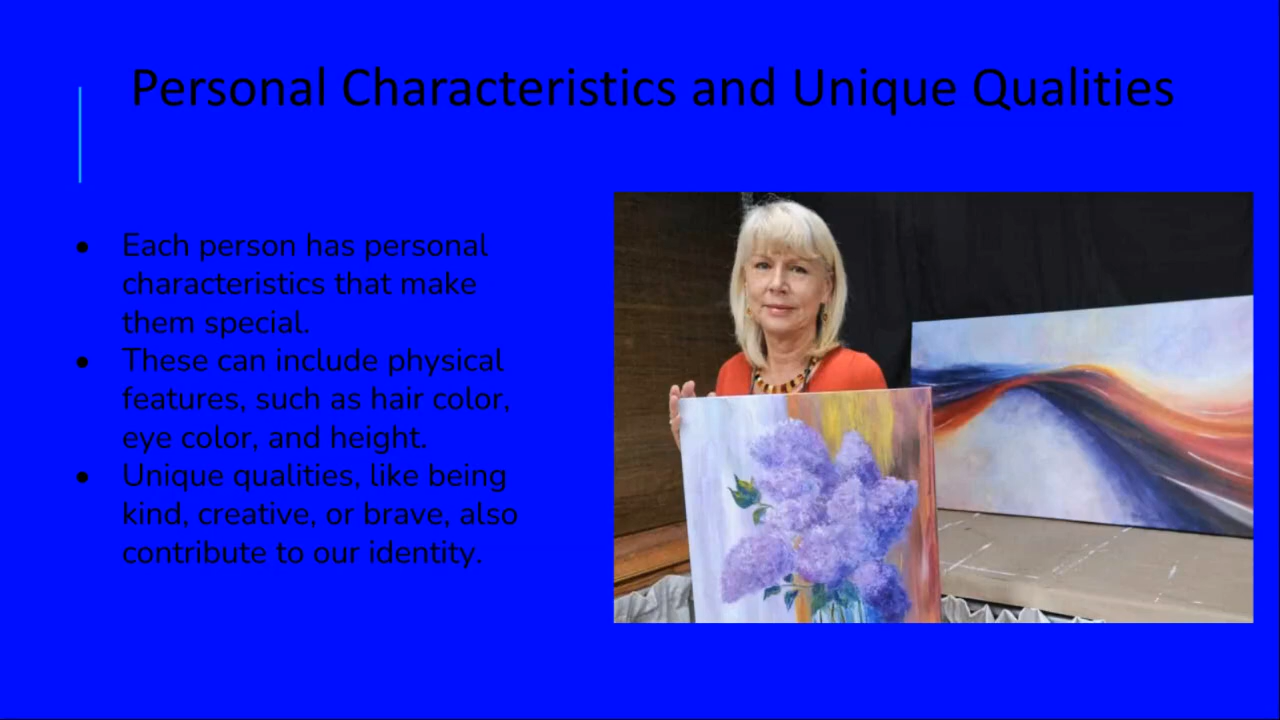 Personal Characteristics and Unique Qualities
● Each person has personal
characteristics that make
them special.
● These can include physical
features, such as hair color,
eye color, and height.
● Unique qualities, like being
kind, creative, or brave, also
contribute to our identity.